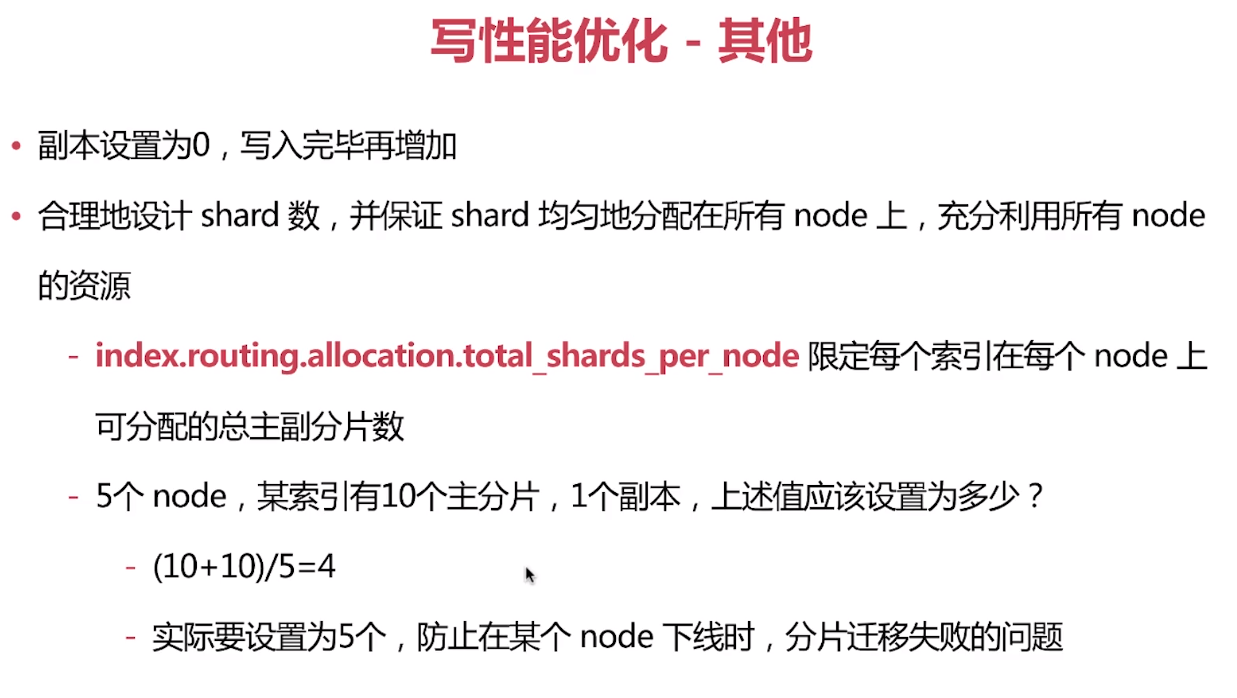 写性能优化 - 其他
• 副本设置为0，写入完毕再增加
• 合理地设计 shard 数，并保证 shard 均匀地分配在所有 node 上，充分利用所有 node
的资源
- index.routing.allocation.total_shards_per_node 限定每个索引在每个 node 上
可分配的总主副分片数
- 5个 node，某索引有10个主分片，1个副本，上述值应该设置为多少？
- (10+10)/5=4
- 实际要设置为5个，防止在某个 node 下线时，分片迁移失败的问题